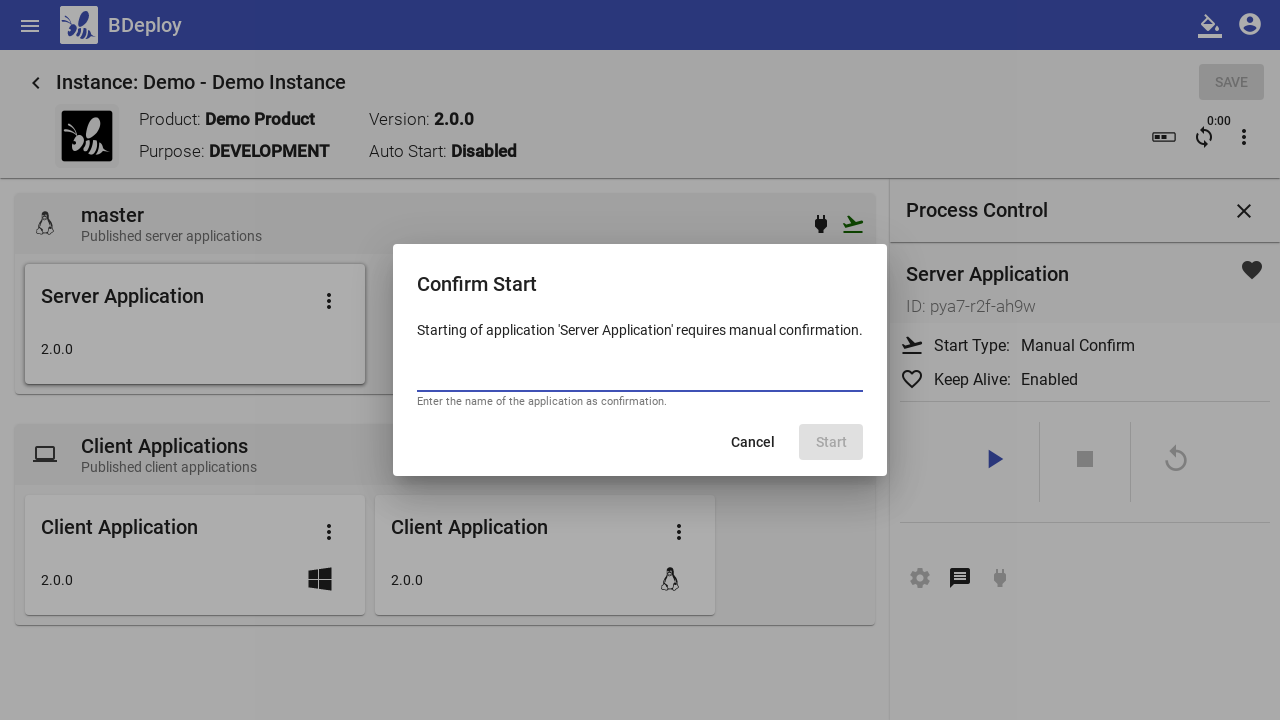 BDeploy
Instance: Demo - Demo Instance
SAVE
Product: Demo Product
Version: 2.0.0
0:00
Purpose: DEVELOPMENT
Auto Start: Disabled
master
Published server applications
Server Application
2.0.0
Client Applications
Published client applications
Client Application
2.0.0
Client Application
2.0.0
Process Control
Server Application
ID: pya7-r2f-ah9w
Start Type: Manual Confirm
Keep Alive: Enabled
Confirm Start
Starting of application 'Server Application' requires manual confirmation.
Enter the name of the application as confirmation.
Cancel
Start